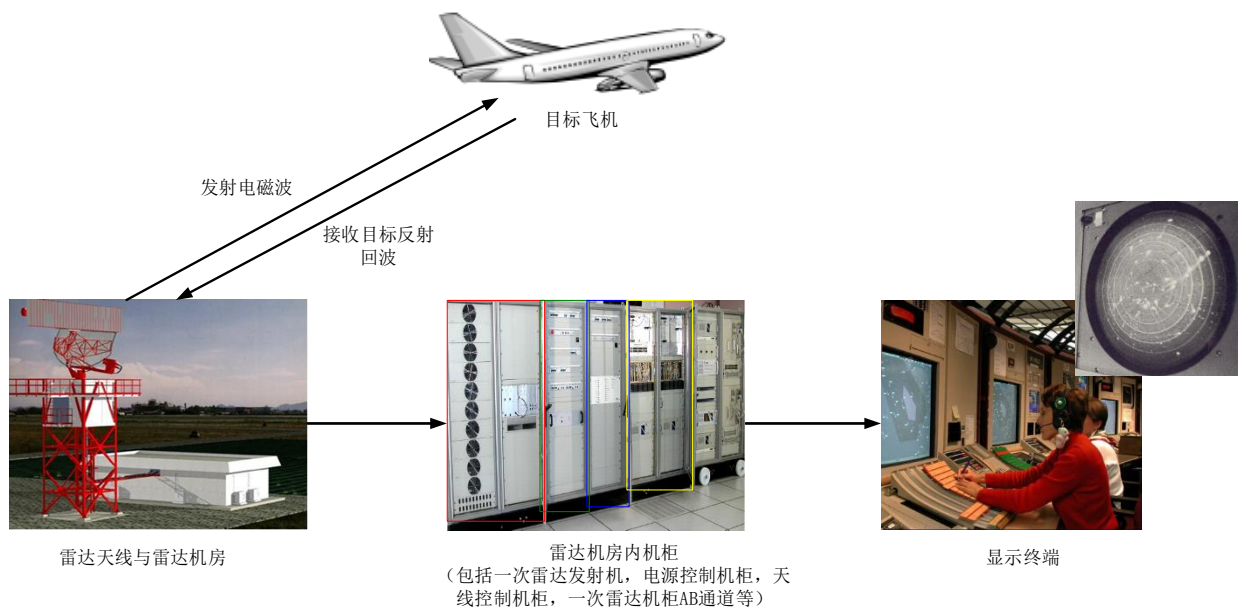 目标飞机
发射电磁波
接收目标反射
回波
雷达天线与雷达机房
雷达机房内机柜
（包括一次雷达发射机，电源控制机柜，天
线控制机柜，一次雷达机柜AB通道等）
显示终端